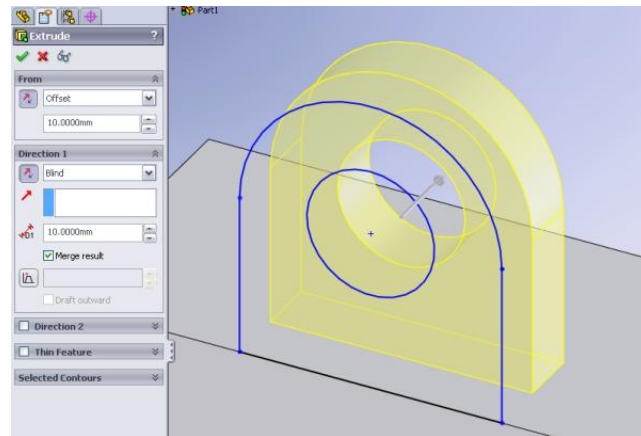 Part1
Extrude ?
From
Offset
10.0000mm
Direction 1
Blind
D1 10.0000mm
Merge result
Draft outward
Direction 2
Thin Feature
Selected Contours